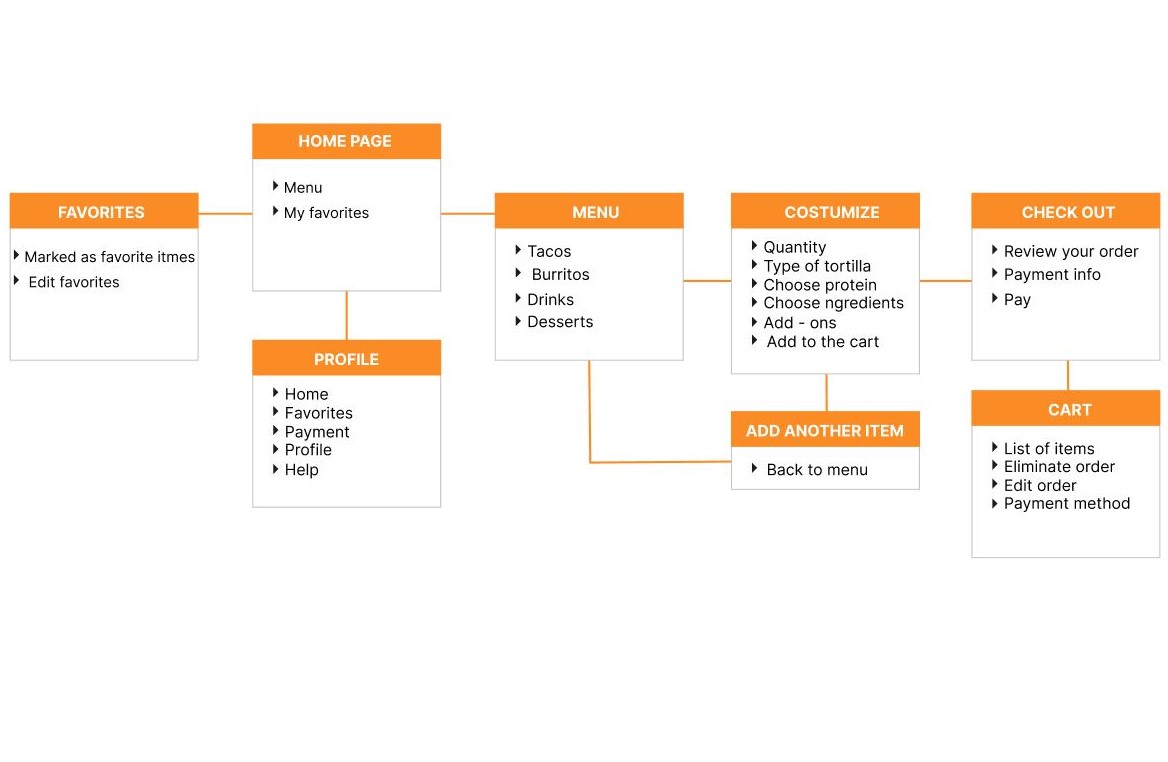 HOME PAGE
Menu
My favorites
FAVORITES
Marked as favorite itmes
Edit favorites
PROFILE
Home
Favorites
Payment
Profile
Help
MENU
Tacos
Burritos
Drinks
Desserts
COSTUMIZE
Quantity
Type of tortilla
Choose protein
Choose ngredients
Add - ons
Add to the cart
ADD ANOTHER ITEM
Back to menu
CHECK OUT
Review your order
Payment info
Pay
CART
List of items
Eliminate order
Edit order
Payment method